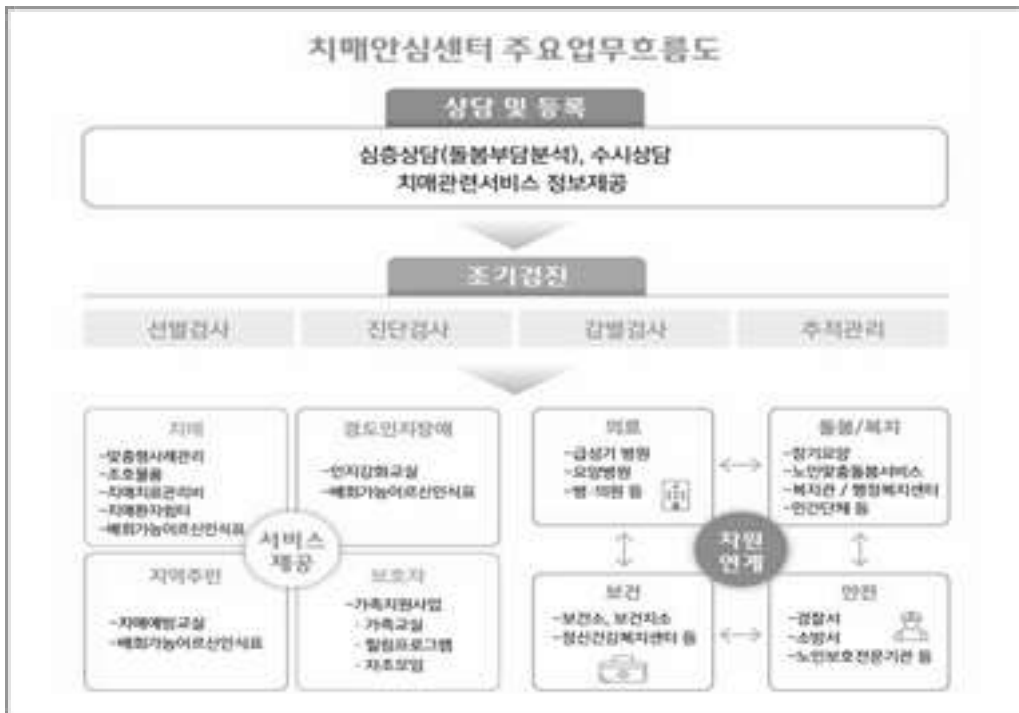 치매안심센터 주요업무흐름도
상담 및 등록
심층상담(돌봄부담분석), 수시상담
치매관련서비스 정보제공
조기검진
선별검사
진단검사
감별검사
추적관리
치매
-맞춤형사례관리
-조호물품
-치매치료관리비
-치매환자쉼터
-배회가능어르신인식표
경도인지장애
-인지강화교실
-배회가능어르신인식표
서비스
제공
지역주민
-치매예방교실
-배회가능어르신인식표
보호자
-가족지원사업
· 가족교실
· 힐링프로그램
· 자조모임
의료
-급성기 병원
-요양병원
-병·의원 등
돌봄/복지
-장기요양
-노인맞춤돌봄서비스
-복지관 / 행정복지센터
-민간단체 등
자원
연계
보건
-보건소, 보건지소
-정신건강복지센터 등
안전
-경찰서
-소방서
-노인보호전문기관 등